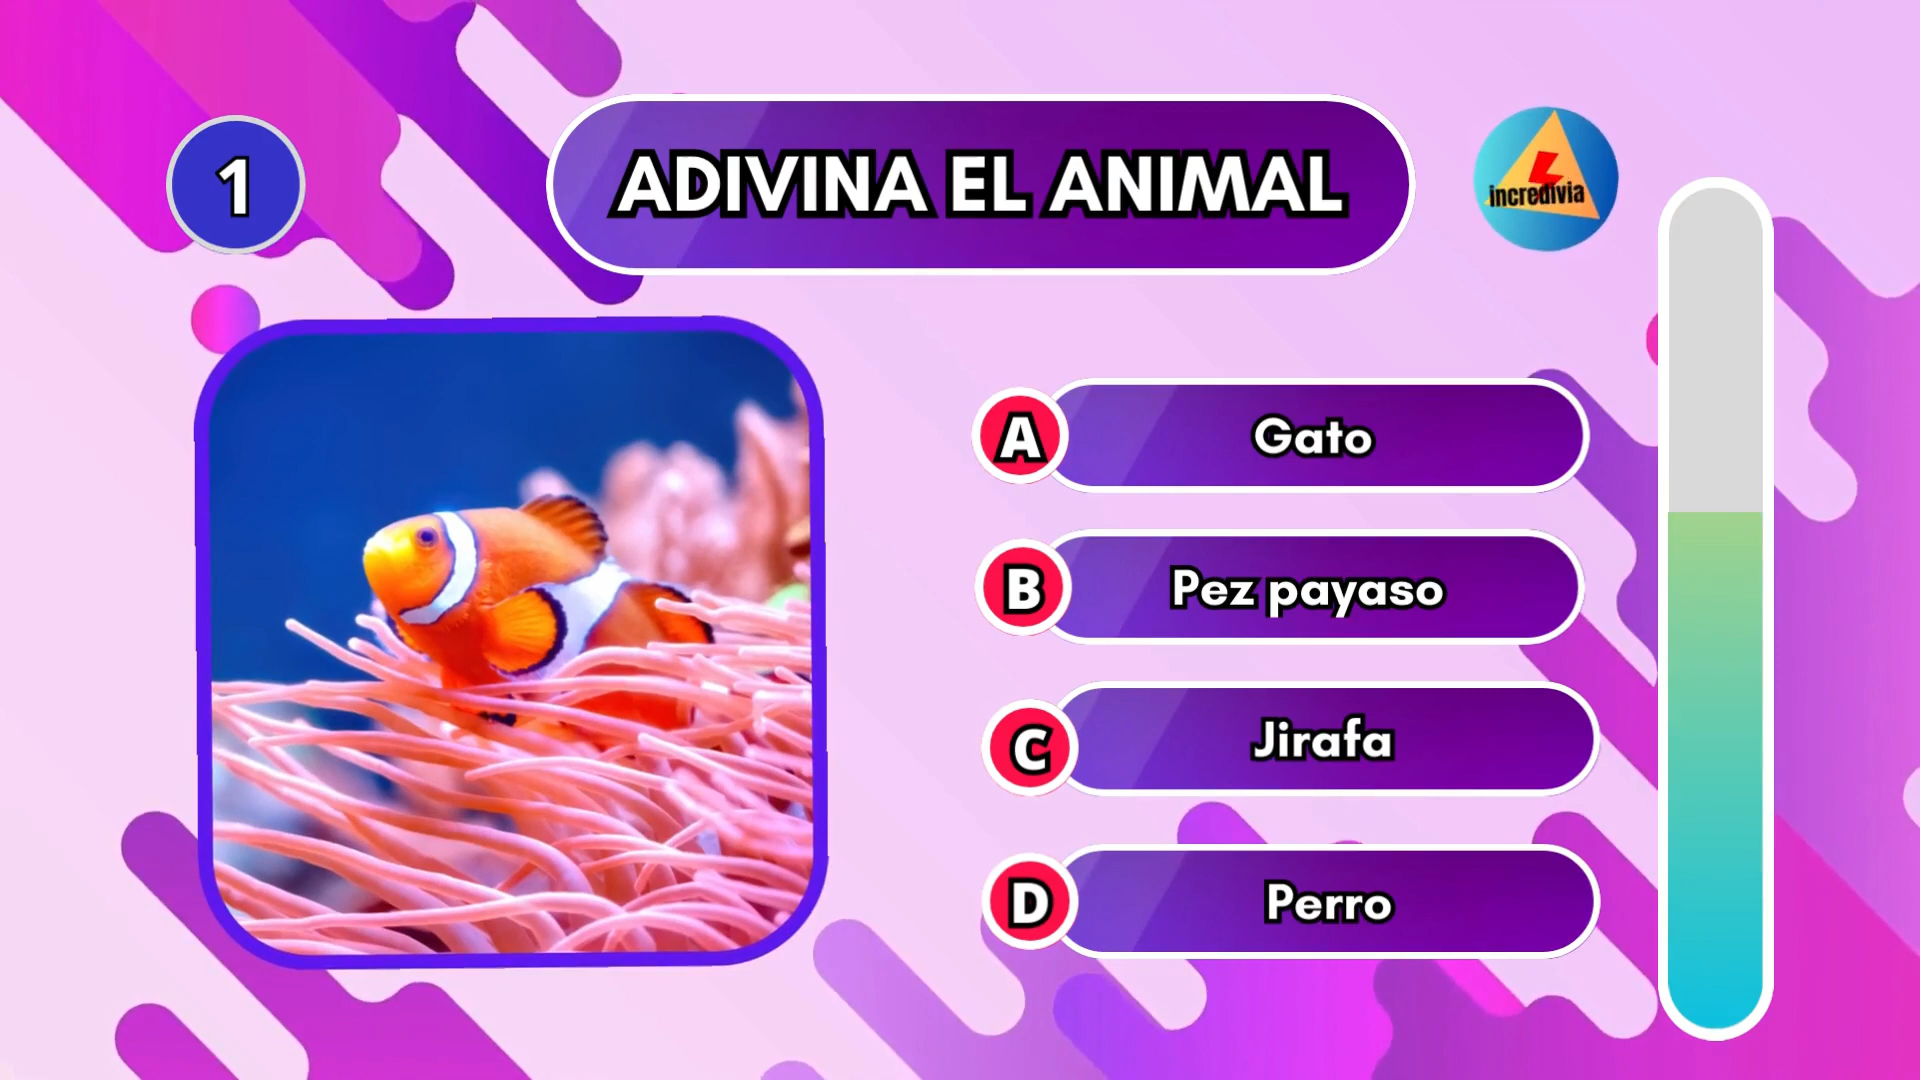 1
ADIVINA EL ANIMAL
incredivia
A Gato
B Pez payaso
C Jirafa
D Perro